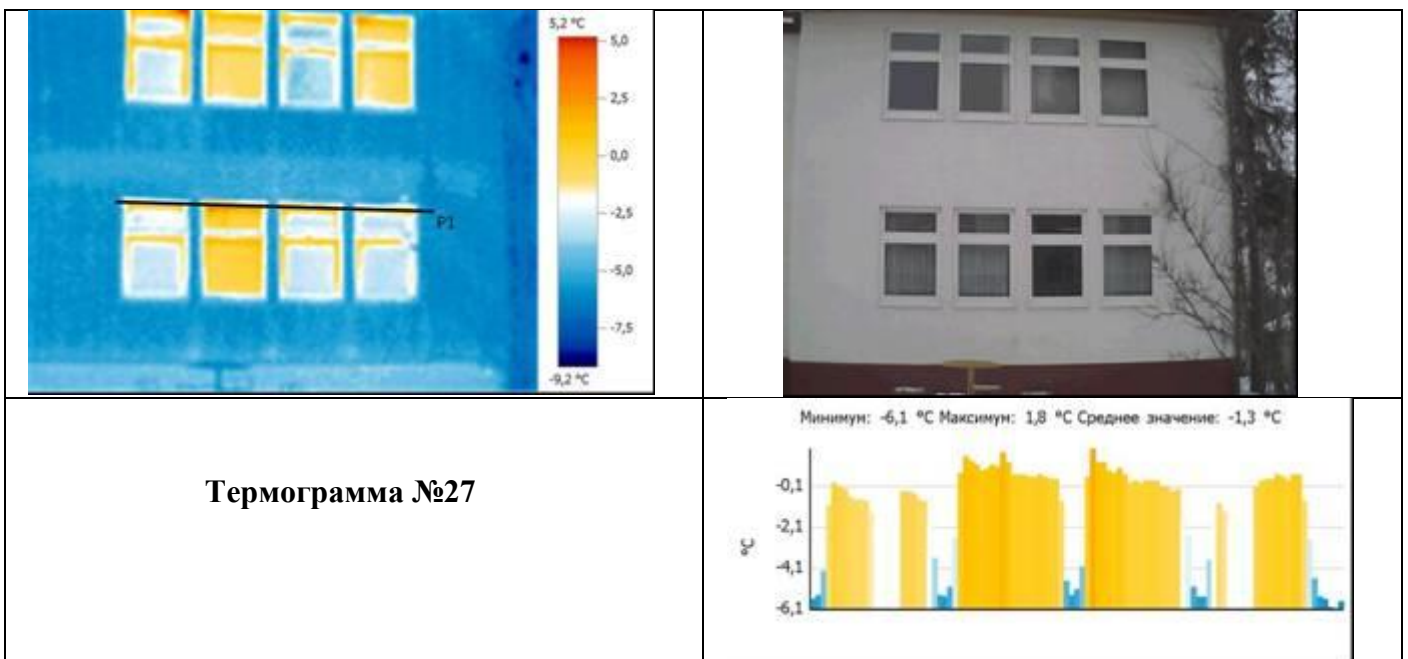 5,2 °C
5,0
2,5
0,0
-2,5
-5,0
-7,5
-9,2 °C
P1
Термограмма №27
Минимум: -6,1 °C Максимум: 1,8 °C Среднее значение: -1,3 °C
-0,1
-2,1
-4,1
-6,1
°C